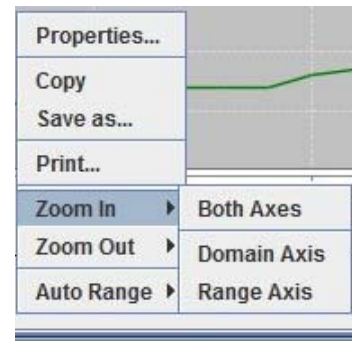 Properties...
Copy
Save as...
Print...
Zoom In
Zoom Out
Auto Range
Both Axes
Domain Axis
Range Axis